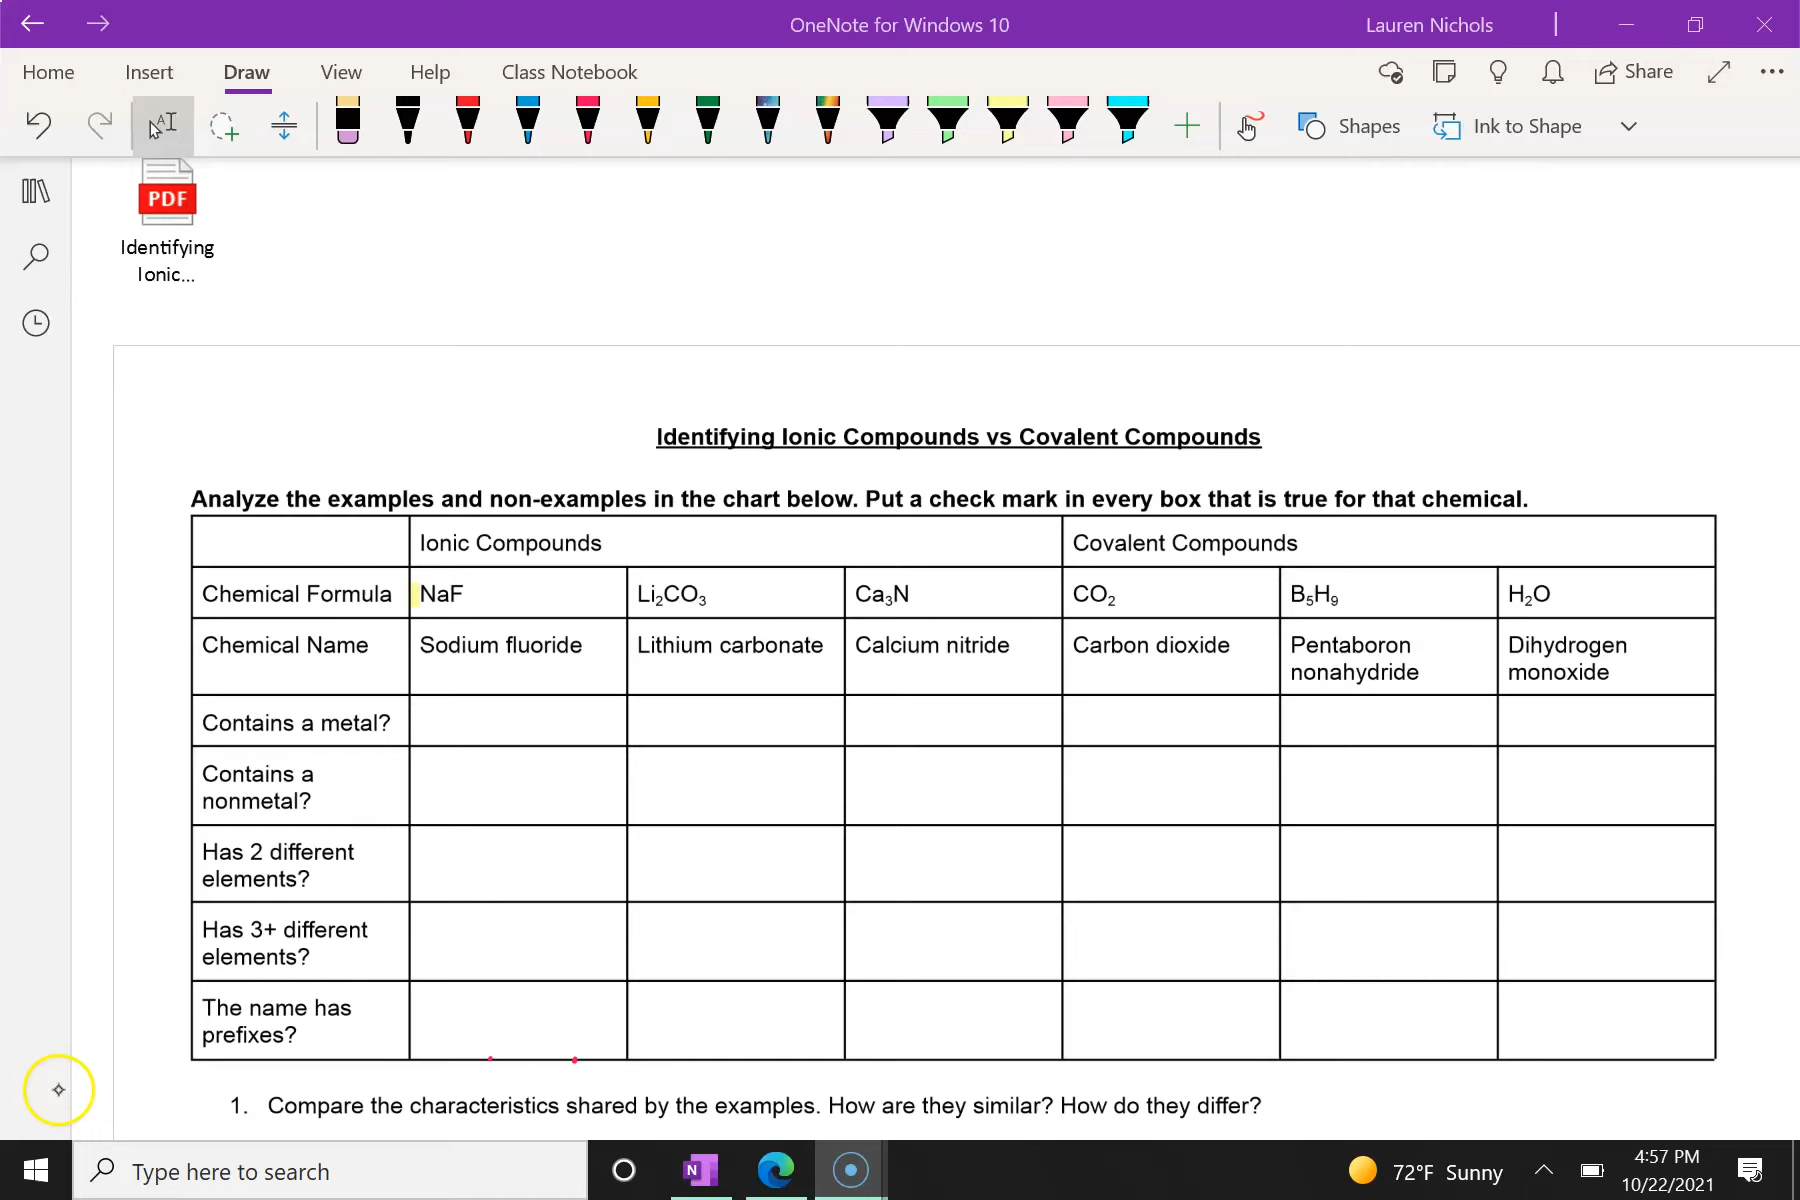 OneNote for Windows 10
Lauren Nichols
Home Insert Draw View Help Class Notebook
Share
Shapes
Ink to Shape
PDF
Identifying
Ionic...
Identifying Ionic Compounds vs Covalent Compounds
Analyze the examples and non-examples in the chart below. Put a check mark in every box that is true for that chemical.
Ionic Compounds
Covalent Compounds
Chemical Formula NaF Li₂CO₃ Ca₃N CO₂ B₅H₉ H₂O
Chemical Name Sodium fluoride Lithium carbonate Calcium nitride Carbon dioxide Pentaboron nonahydride Dihydrogen monoxide
Contains a metal?
Contains a
nonmetal?
Has 2 different
elements?
Has 3+ different
elements?
The name has
prefixes?
1. Compare the characteristics shared by the examples. How are they similar? How do they differ?
Type here to search
N
72°F Sunny
4:57 PM
10/22/2021